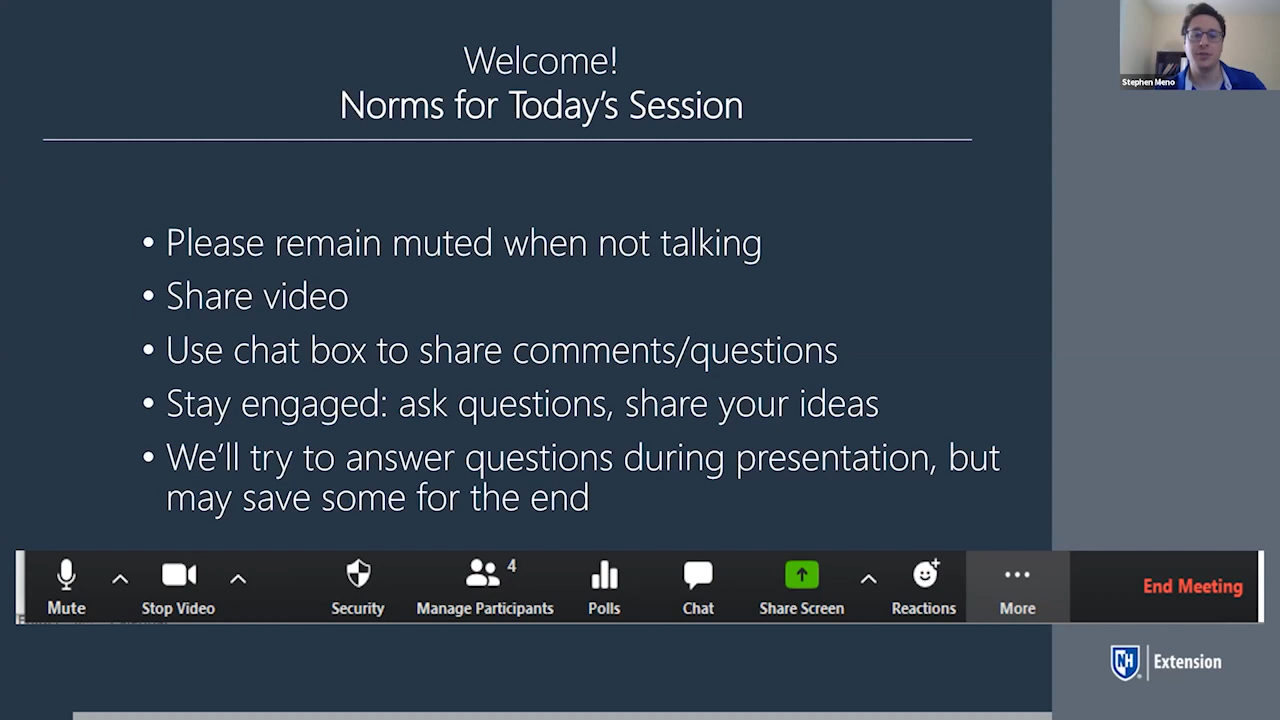 Welcome!
Norms for Today's Session
Stephen Meno
• Please remain muted when not talking
• Share video
• Use chat box to share comments/questions
• Stay engaged: ask questions, share your ideas
• We'll try to answer questions during presentation, but
may save some for the end
4
Mute Stop Video Security Manage Participants Polls Chat Share Screen Reactions More End Meeting
NH Extension